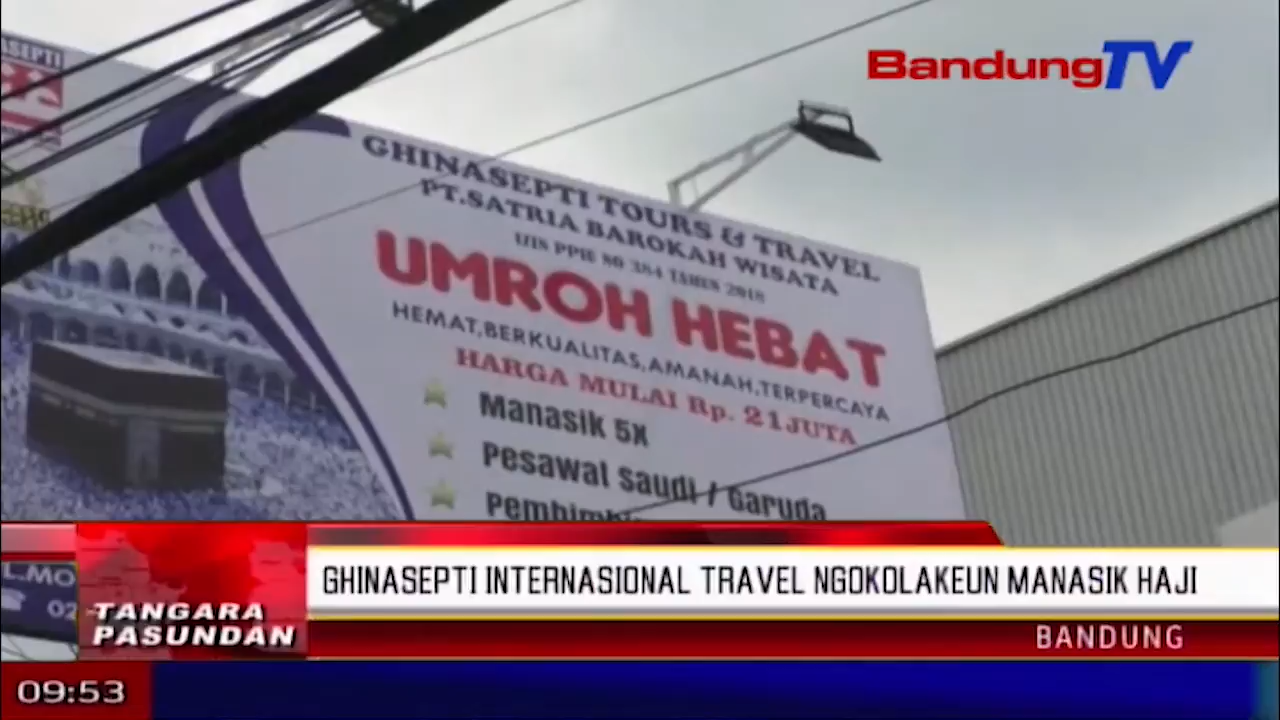 BandungTV
GHINASEPTI TOURS & TRAVEL
PT.SATRIA BAROKAH WISATA
UMROH HEBAT
HEMAT,BERKUALITAS,AMANAH,TERPERCAYA
HARGA MULAI Rp. 21JUTA
Manasik 5X
Pesawat Saudi / Garuda
GHINASEPTI INTERNASIONAL TRAVEL NGOKOLAKEUN MANASIK HAJI
TANGARA
PASUNDAN
BANDUNG
09:53